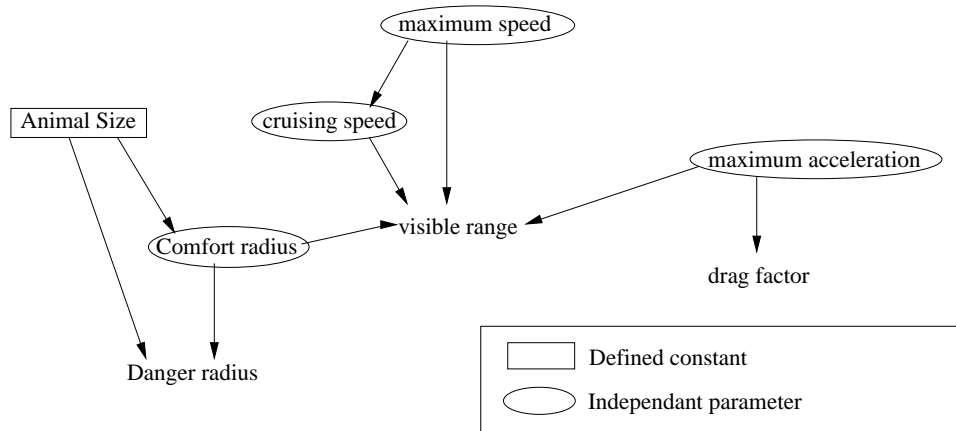 maximum speed
cruising speed
Animal Size
maximum acceleration
visible range
Comfort radius
drag factor
Danger radius
Defined constant
Independant parameter